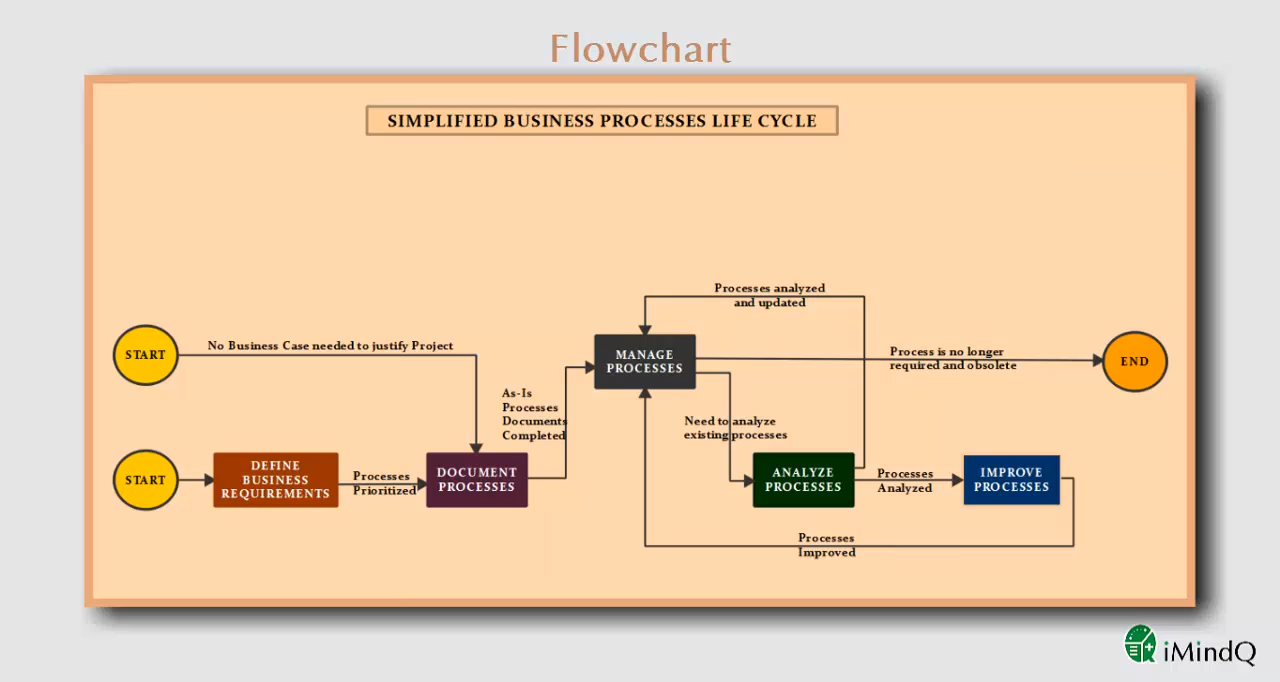 Flowchart
SIMPLIFIED BUSINESS PROCESSES LIFE CYCLE
Processes analyzed
and updated
START
No Business Case needed to justify Project
MANAGE
PROCESSES
Process is no longer
required and obsolete
END
As-Is
Processes
Documents
Completed
Need to analyze
existing processes
START
DEFINE
BUSINESS
REQUIREMENTS
Processes
Prioritized
DOCUMENT
PROCESSES
ANALYZE
PROCESSES
Processes
Analyzed
IMPROVE
PROCESSES
Processes
Improved
iMindQ